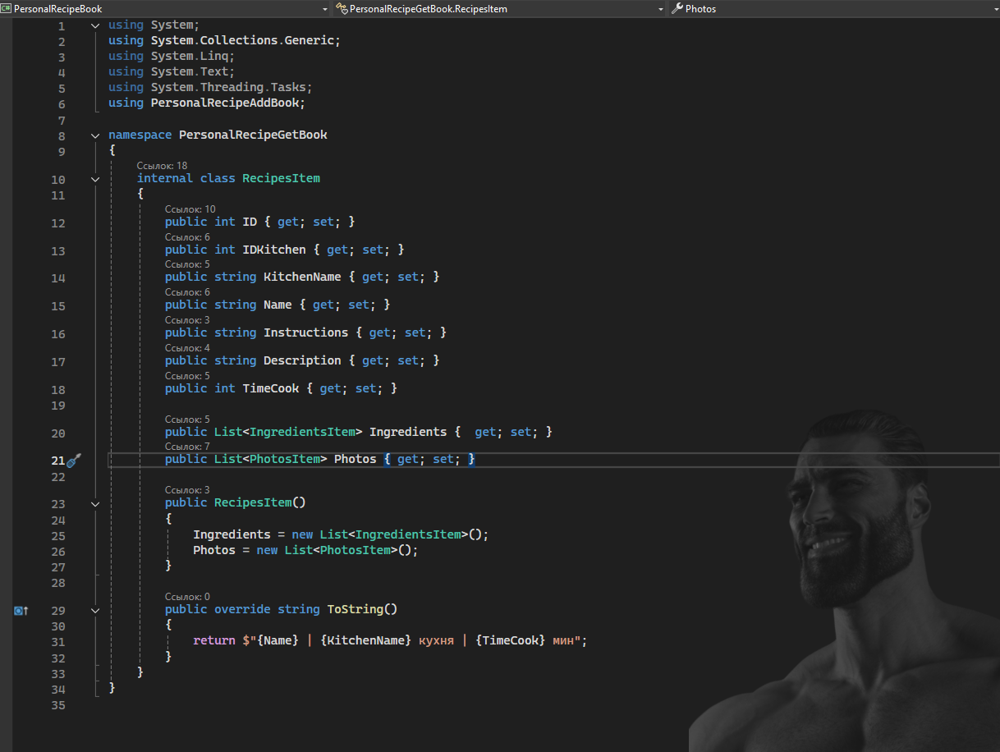 PersonalRecipeBook PersonalRecipeGetBook.RecipesItem Photos
1 using System;
2 using System.Collections.Generic;
3 using System.Linq;
4 using System.Text;
5 using System.Threading.Tasks;
6 using PersonalRecipeAddBook;
7
8 namespace PersonalRecipeGetBook
9 {
Ссылок: 18
10 internal class RecipesItem
11 {
Ссылок: 10
12 public int ID { get; set; }
Ссылок: 6
13 public int IDKitchen { get; set; }
Ссылок: 5
14 public string KitchenName { get; set; }
Ссылок: 6
15 public string Name { get; set; }
Ссылок: 3
16 public string Instructions { get; set; }
Ссылок: 4
17 public string Description { get; set; }
Ссылок: 5
18 public int TimeCook { get; set; }
19
Ссылок: 5
20 public List<IngredientsItem> Ingredients {  get; set; }
Ссылок: 7
21 public List<PhotosItem> Photos { get; set; }
22
Ссылок: 3
23 public RecipesItem()
24 {
25 Ingredients = new List<IngredientsItem>();
26 Photos = new List<PhotosItem>();
27 }
28
Ссылок: 0
29 public override string ToString()
30 {
31 return $"{Name} | {KitchenName} кухня | {TimeCook} мин";
32 }
33 }
34 }
35